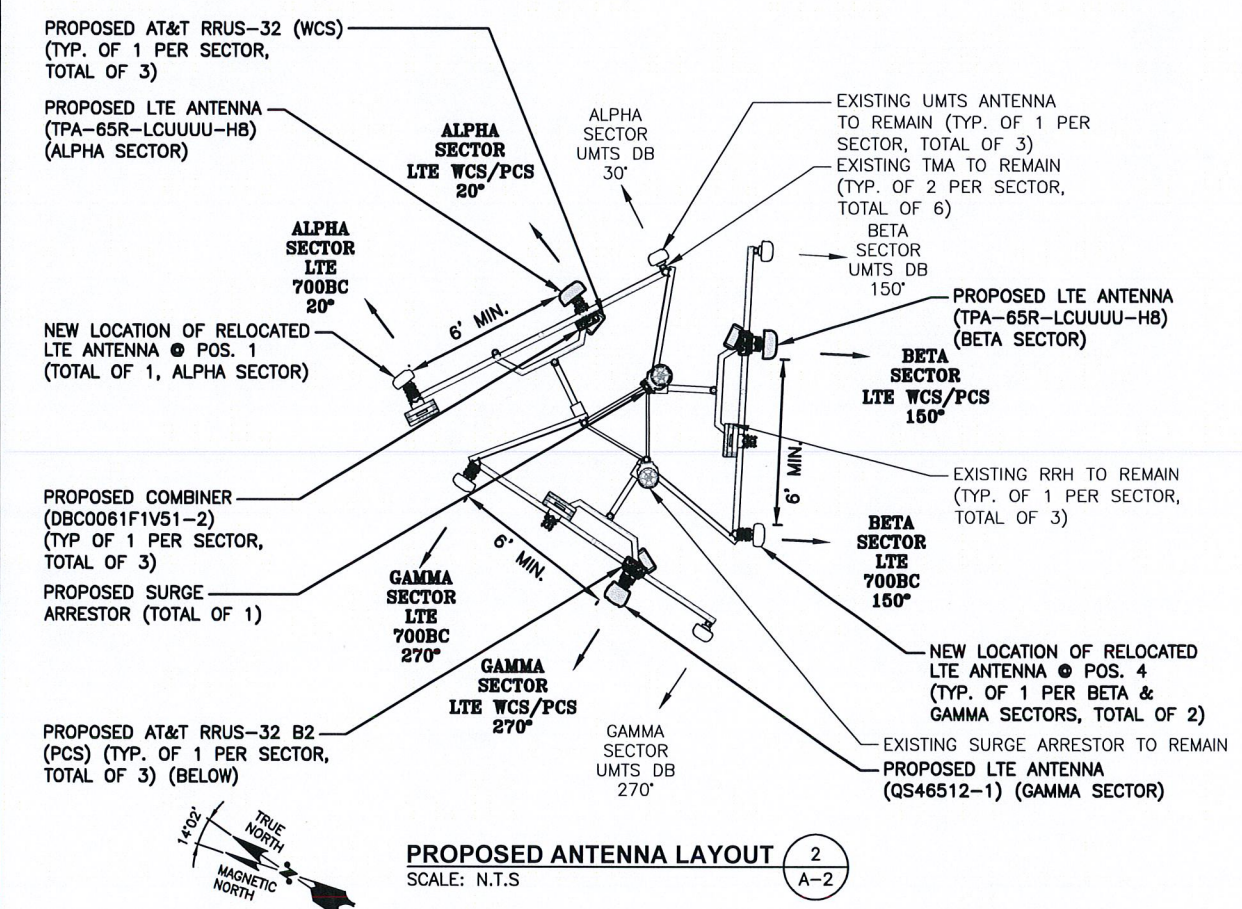 PROPOSED AT&T RRUS-32 (WCS)
(TYP. OF 1 PER SECTOR,
TOTAL OF 3)
PROPOSED LTE ANTENNA
(TPA-65R-LCUUUU-H8)
(ALPHA SECTOR)
ALPHA
SECTOR
LTE WCS/PCS
20°
ALPHA
SECTOR
UMTS DB
30°
EXISTING UMTS ANTENNA
TO REMAIN (TYP. OF 1 PER
SECTOR, TOTAL OF 3)
EXISTING TMA TO REMAIN
(TYP. OF 2 PER SECTOR,
TOTAL OF 6)
BETA
SECTOR
UMTS DB
150°
ALPHA
SECTOR
LTE
700BC
20°
6' MIN.
PROPOSED LTE ANTENNA
(TPA-65R-LCUUUU-H8)
(BETA SECTOR)
NEW LOCATION OF RELOCATED
LTE ANTENNA @ POS. 1
(TOTAL OF 1, ALPHA SECTOR)
BETA
SECTOR
LTE WCS/PCS
150°
6' MIN.
EXISTING RRH TO REMAIN
(TYP. OF 1 PER SECTOR,
TOTAL OF 3)
PROPOSED COMBINER
(DBC0061F1V51-2)
(TYP OF 1 PER SECTOR,
TOTAL OF 3)
PROPOSED SURGE
ARRESTOR (TOTAL OF 1)
6' MIN.
BETA
SECTOR
LTE
700BC
150°
GAMMA
SECTOR
LTE
700BC
270°
GAMMA
SECTOR
LTE WCS/PCS
270°
NEW LOCATION OF RELOCATED
LTE ANTENNA @ POS. 4
(TYP. OF 1 PER BETA &
GAMMA SECTORS, TOTAL OF 2)
PROPOSED AT&T RRUS-32 B2
(PCS) (TYP. OF 1 PER SECTOR,
TOTAL OF 3) (BELOW)
GAMMA
SECTOR
UMTS DB
270°
EXISTING SURGE ARRESTOR TO REMAIN
PROPOSED LTE ANTENNA
(QS46512-1) (GAMMA SECTOR)
14°02'
TRUE
NORTH
N
MAGNETIC
NORTH
PROPOSED ANTENNA LAYOUT
SCALE: N.T.S
2
A-2